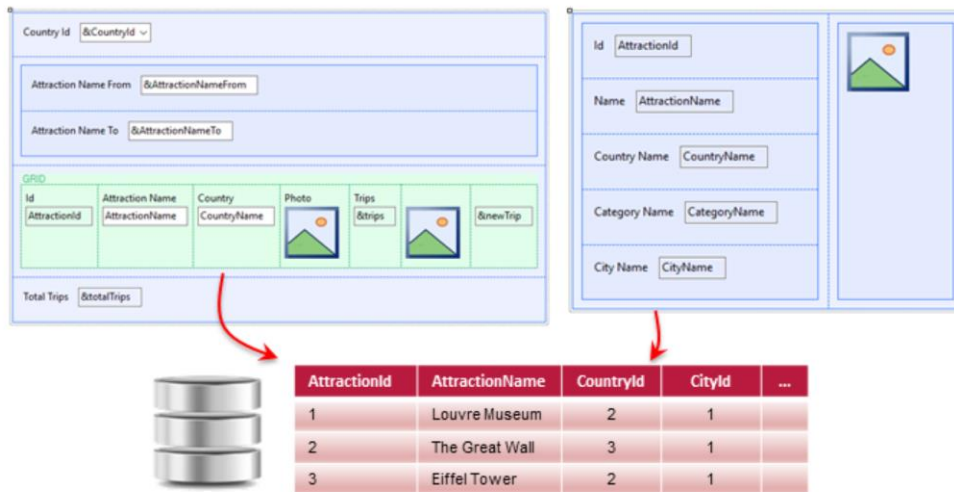 Country Id &CountryId
Attraction Name From &AttractionNameFrom
Attraction Name To &AttractionNameTo
GRID
Id Attraction Name Country Photo Trips
AttractionId AttractionName CountryName &trips &newTrip
Total Trips &totalTrips
Id AttractionId
Name AttractionName
Country Name CountryName
Category Name CategoryName
City Name CityName
AttractionId AttractionName CountryId CityId ...
1 Louvre Museum 2 1
2 The Great Wall 3 1
3 Eiffel Tower 2 1